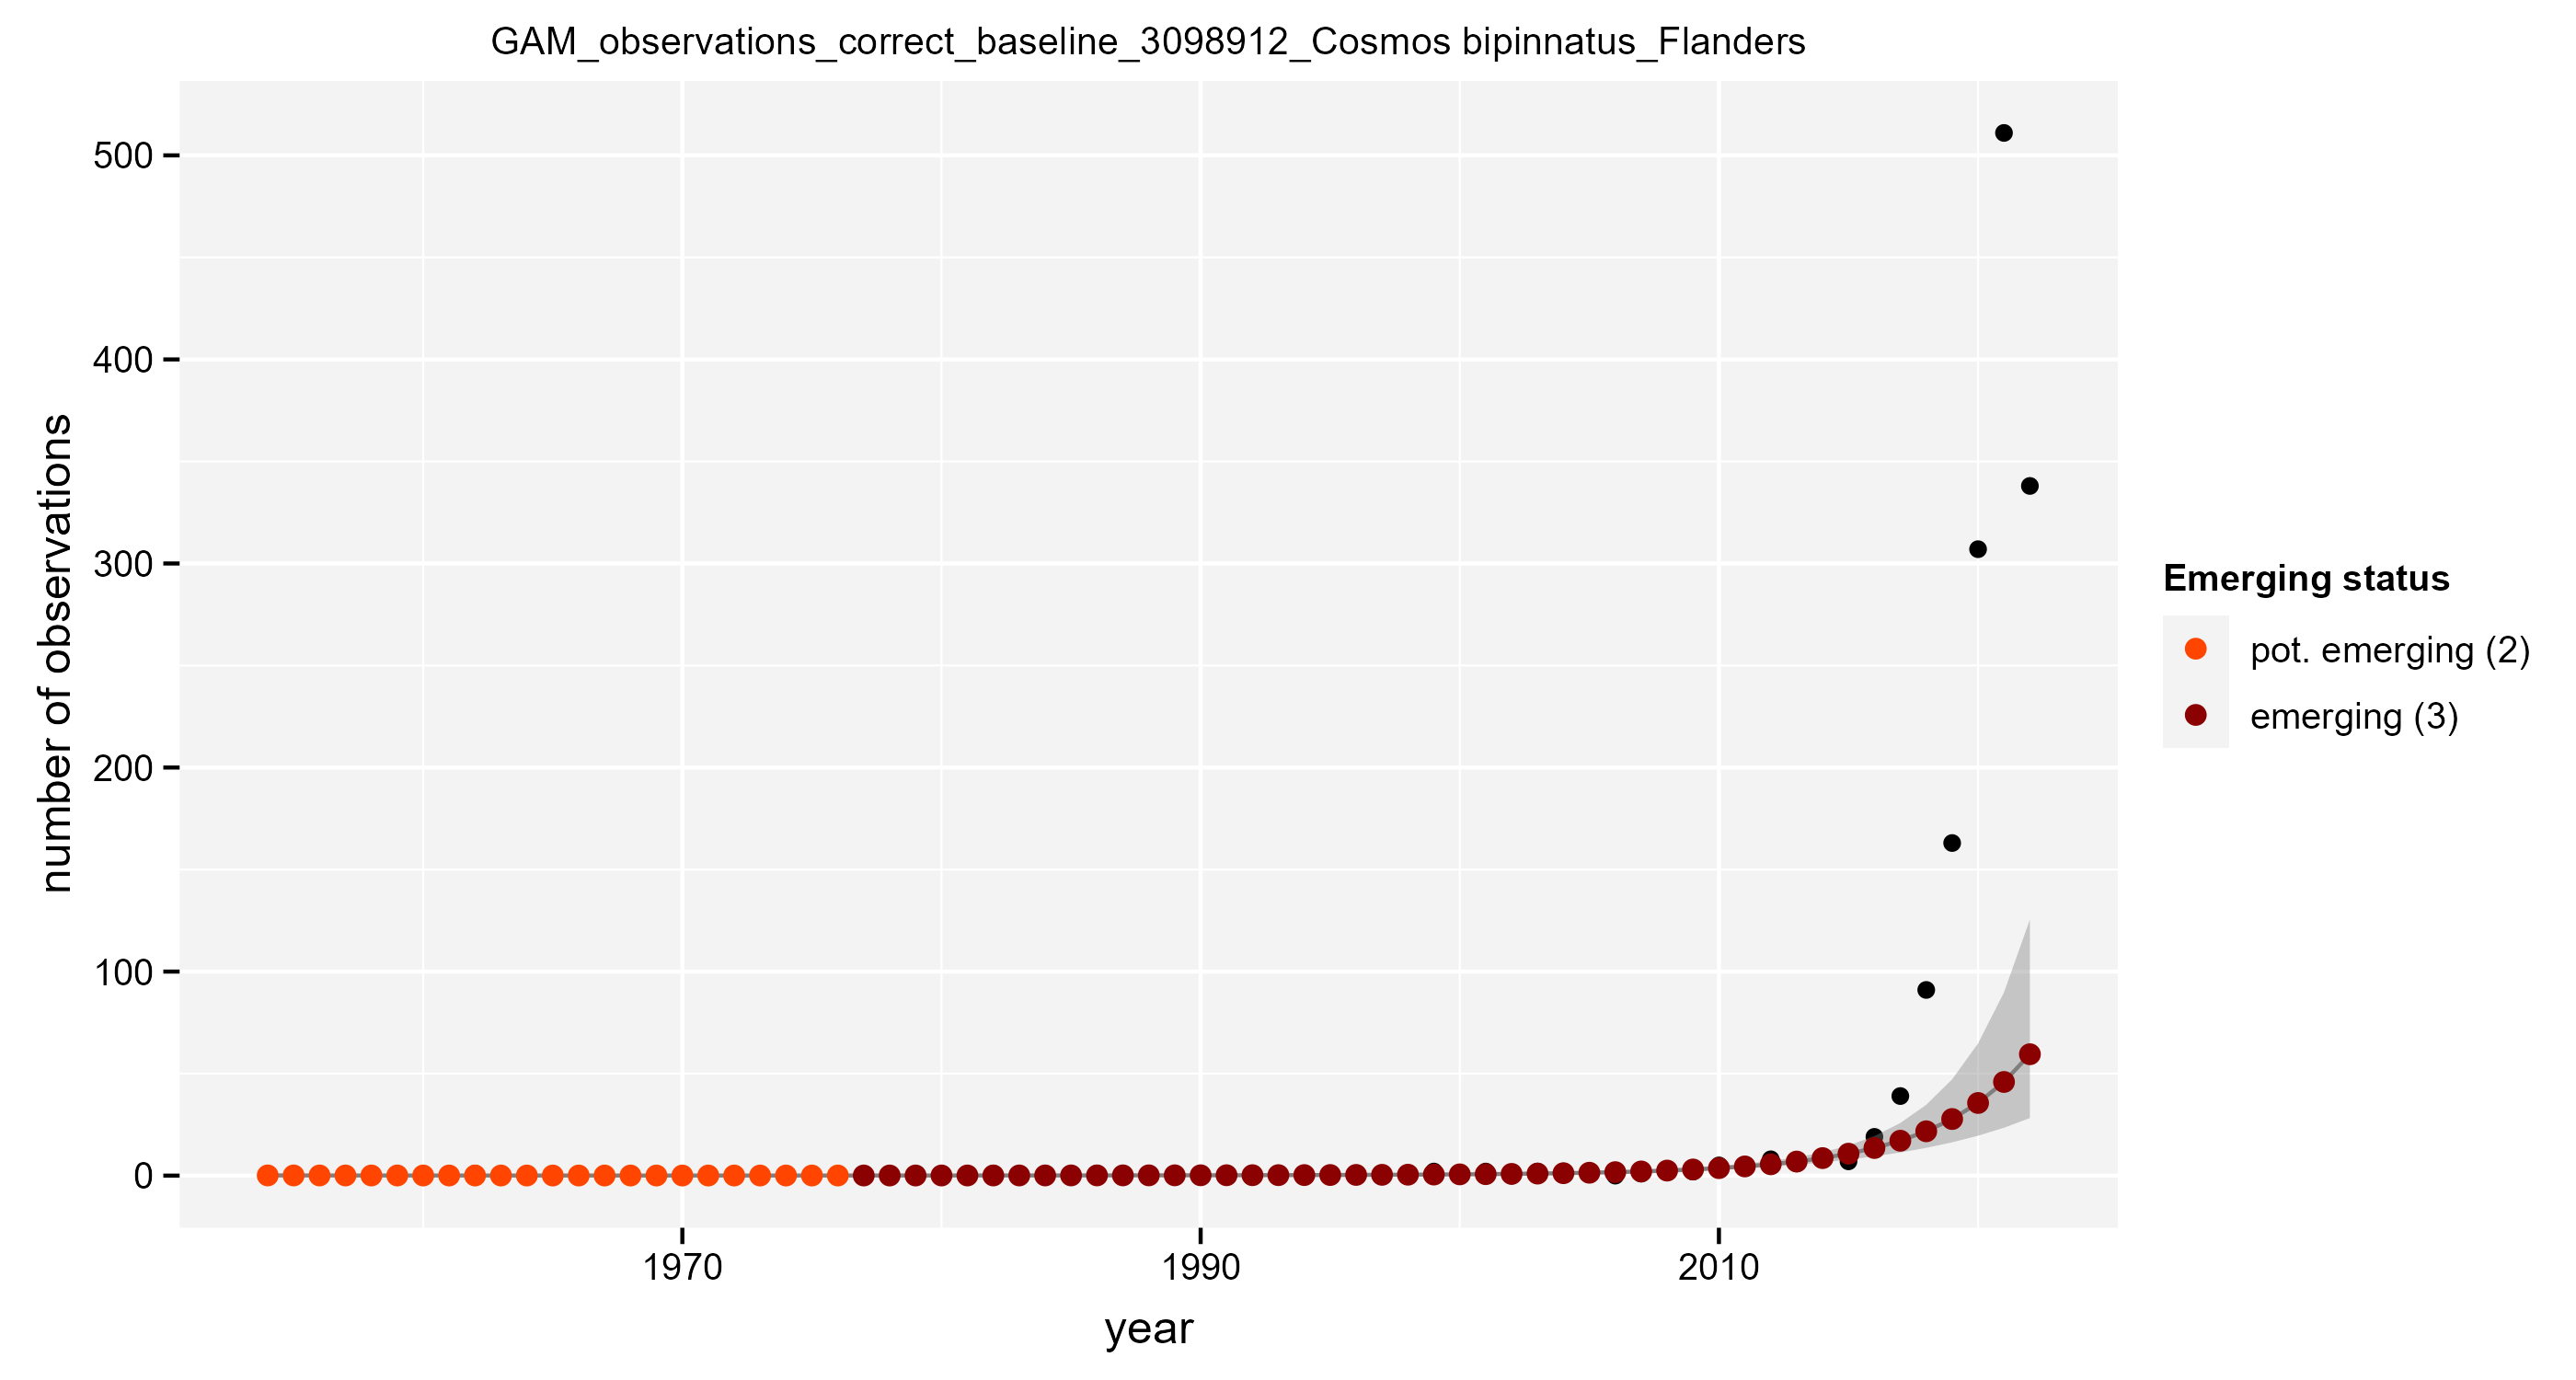 GAM_observations_correct_baseline_3098912_Cosmos bipinnatus_Flanders
number of observations
500
400
300
200
100
0
1970
1990
2010
year
Emerging status
pot. emerging (2)
emerging (3)